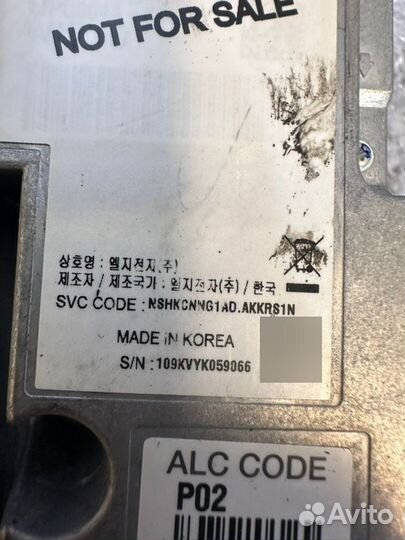 NOT FOR SALE
상호명 : 엘지전자(주)
제조자 / 제조국가 : 엘지전자(주) / 한국
SVC CODE : NSHKCNNG1AD.AKKRS1N
MADE IN KOREA
S/N : 109KVYK059066
ALC CODE
P02
Avito